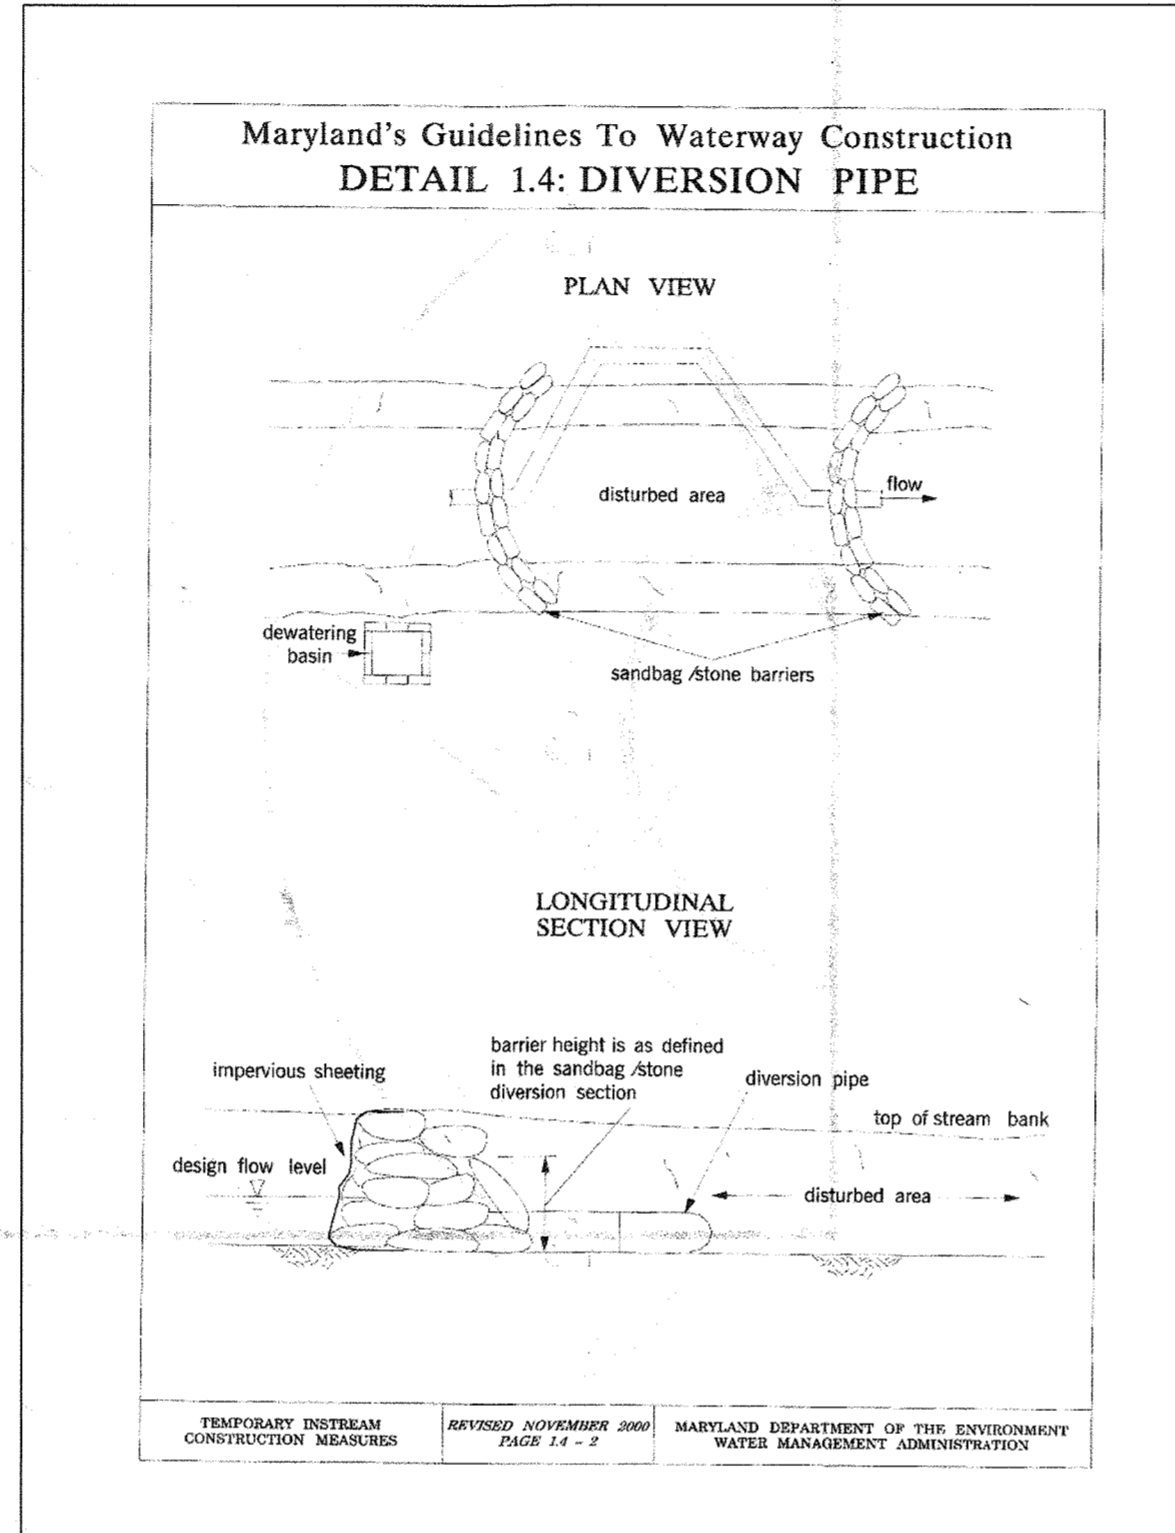 Maryland's Guidelines To Waterway Construction
DETAIL 1.4: DIVERSION PIPE
PLAN VIEW
disturbed area
flow
dewatering
basin
sandbag /stone barriers
LONGITUDINAL
SECTION VIEW
barrier height is as defined
in the sandbag /stone
diversion section
impervious sheeting
diversion pipe
top of stream bank
design flow level
disturbed area
TEMPORARY INSTREAM
CONSTRUCTION MEASURES
REVISED NOVEMBER 2000
PAGE 1.4 - 2
MARYLAND DEPARTMENT OF THE ENVIRONMENT
WATER MANAGEMENT ADMINISTRATION